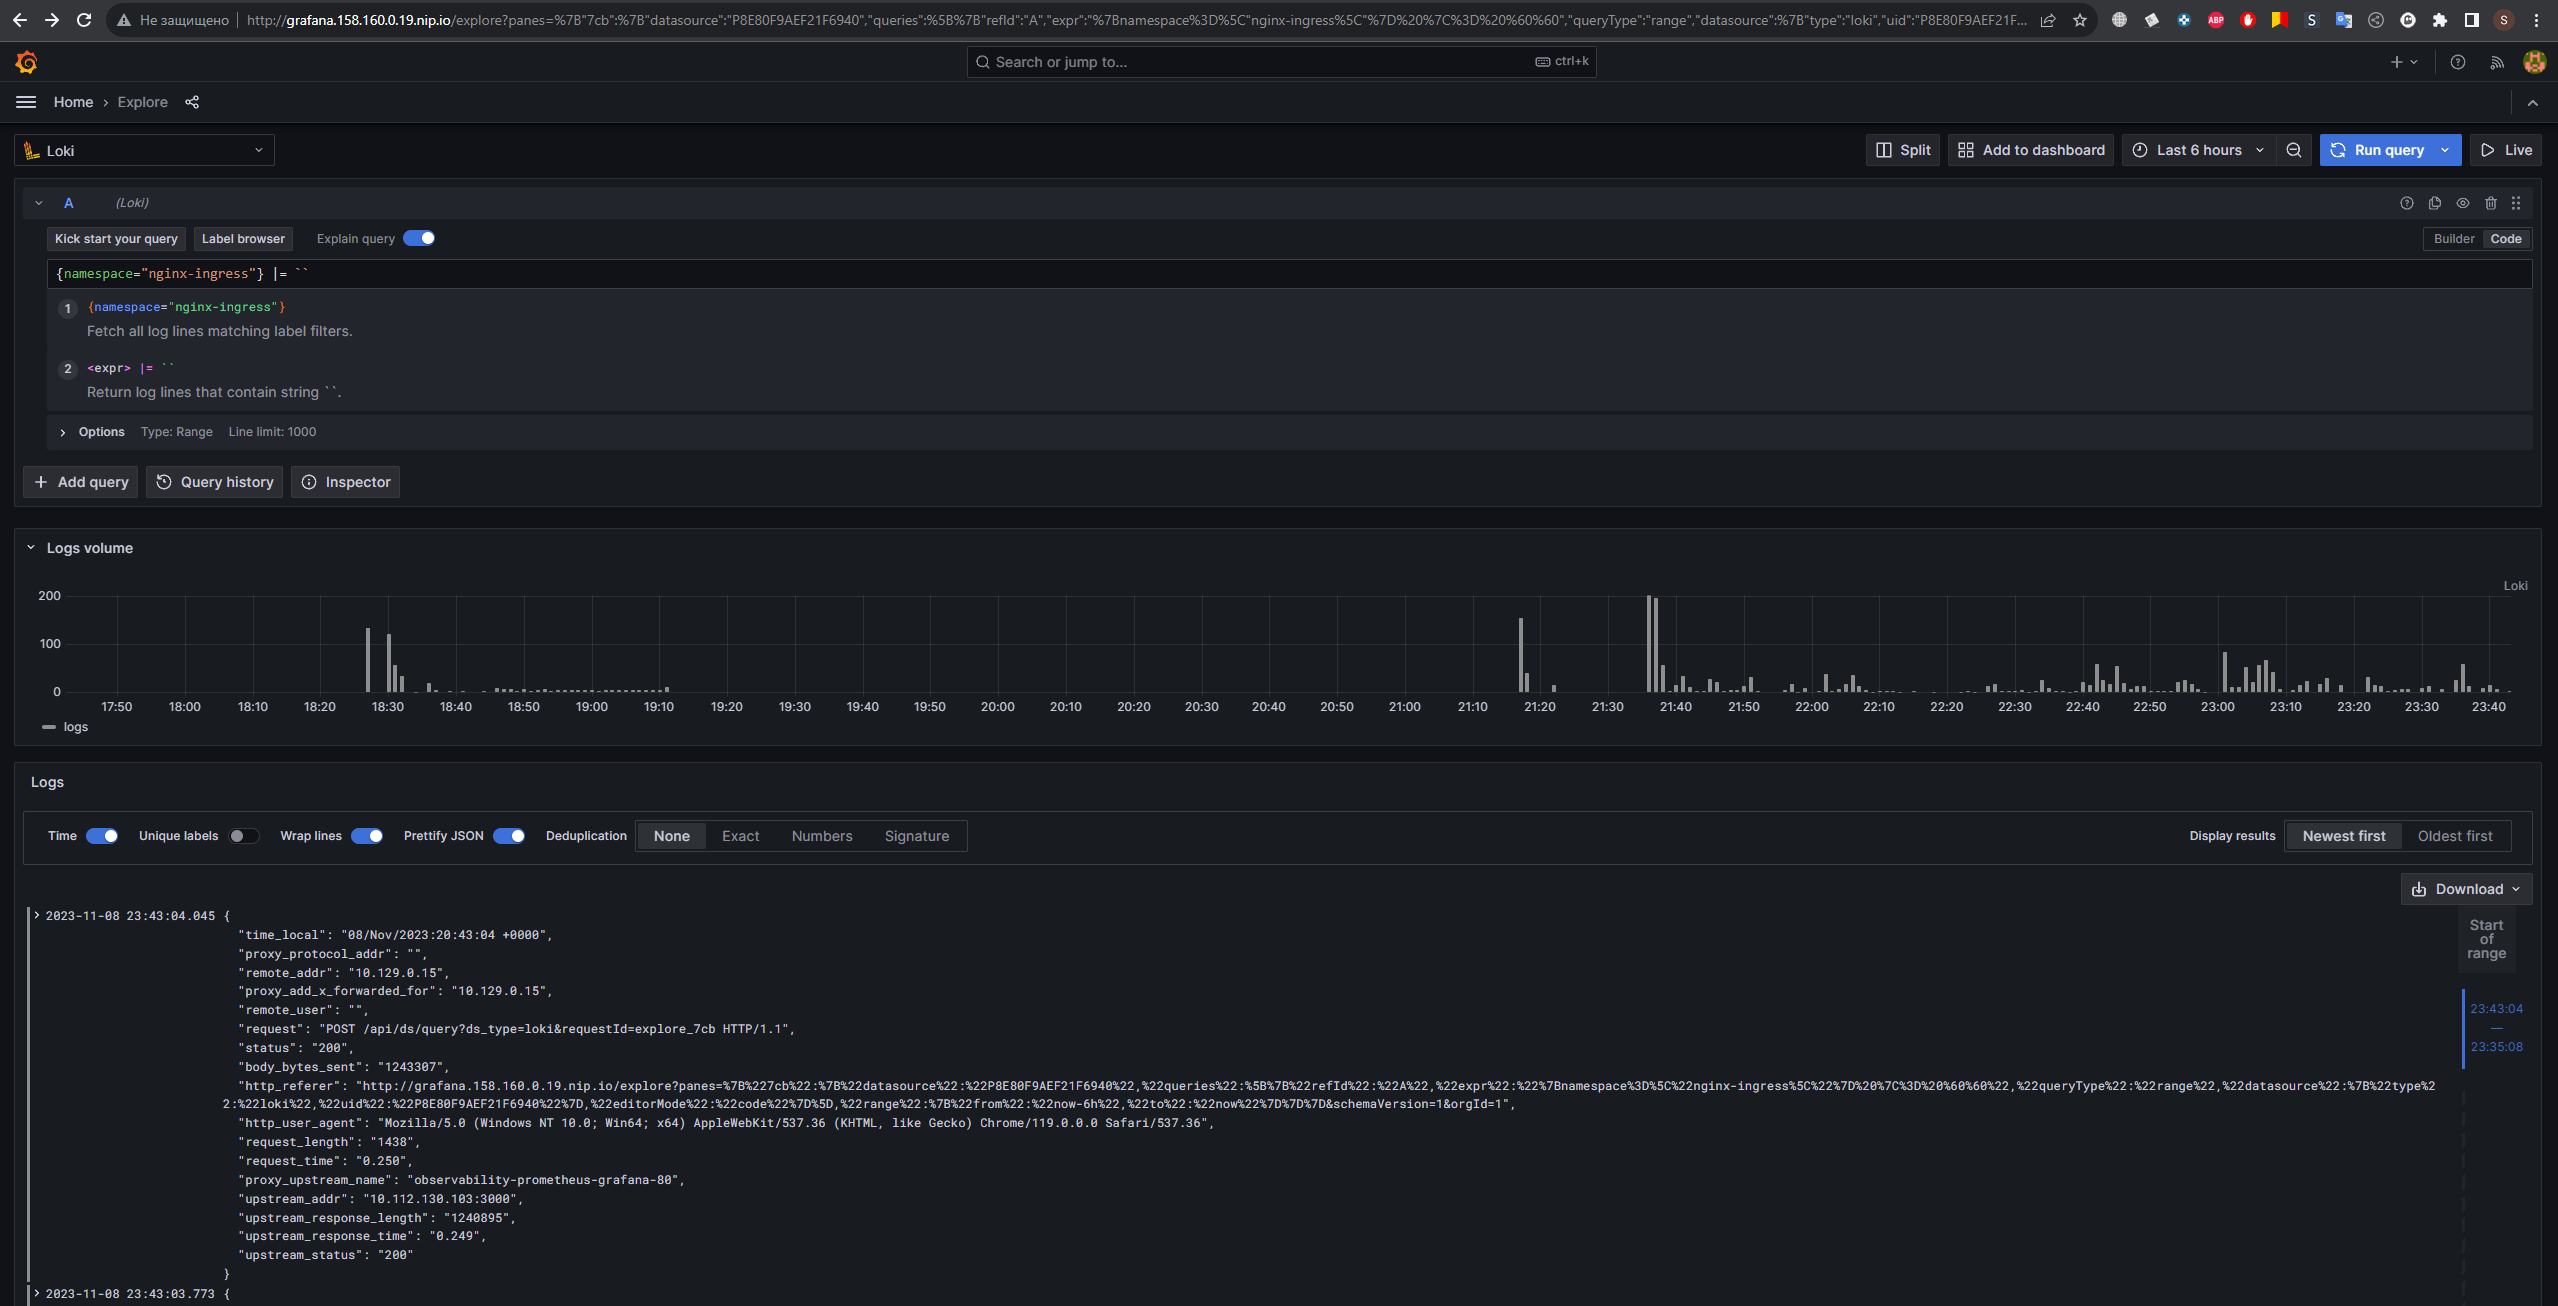 Не защищено
http://grafana.158.160.0.19.nip.io/explore?panes=%7B"7cb":%7B"datasource":"P8E80F9AEF21F6940","queries":%5B%7B"refId":"A","expr":"%7Bnamespace%3D%5C"nginx-ingress%5C"%7D%20%7C%3D%20%60%60","queryType":"range","datasource":%7B"type":"loki","uid":"P8E80F9AEF21F...
ABP
S
S
Search or jump to...
ctrl+k
Home › Explore
Loki
Split
Add to dashboard
Last 6 hours
Run query
Live
A (Loki)
Kick start your query
Label browser
Explain query
Builder
Code
{namespace="nginx-ingress"} |= ``
1 {namespace="nginx-ingress"}
Fetch all log lines matching label filters.
2 <expr> |= ``
Return log lines that contain string ``.
Options Type: Range Line limit: 1000
Add query
Query history
Inspector
Logs volume
Loki
200
100
0
17:50 18:00 18:10 18:20 18:30 18:40 18:50 19:00 19:10 19:20 19:30 19:40 19:50 20:00 20:10 20:20 20:30 20:40 20:50 21:00 21:10 21:20 21:30 21:40 21:50 22:00 22:10 22:20 22:30 22:40 22:50 23:00 23:10 23:20 23:30 23:40
logs
Logs
Time
Unique labels
Wrap lines
Prettify JSON
Deduplication
None
Exact
Numbers
Signature
Display results
Newest first
Oldest first
Download
2023-11-08 23:43:04.045 {
"time_local": "08/Nov/2023:20:43:04 +0000",
"proxy_protocol_addr": "",
"remote_addr": "10.129.0.15",
"proxy_add_x_forwarded_for": "10.129.0.15",
"remote_user": "",
"request": "POST /api/ds/query?ds_type=loki&requestId=explore_7cb HTTP/1.1",
"status": "200",
"body_bytes_sent": "1243307",
"http_referer": "http://grafana.158.160.0.19.nip.io/explore?panes=%7B%227cb%22:%7B%22datasource%22:%22P8E80F9AEF21F6940%22,%22queries%22:%5B%7B%22refId%22:%22A%22,%22expr%22:%22%7Bnamespace%3D%5C%22nginx-ingress%5C%22%7D%20%7C%3D%20%60%60%22,%22queryType%22:%22range%22,%22datasource%22:%7B%22type%2
2:%22loki%22,%22uid%22:%22P8E80F9AEF21F6940%22%7D,%22editorMode%22:%22code%22%7D%5D,%22range%22:%7B%22from%22:%22now-6h%22,%22to%22:%22now%22%7D%7D%7D&schemaVersion=1&orgId=1",
"http_user_agent": "Mozilla/5.0 (Windows NT 10.0; Win64; x64) AppleWebKit/537.36 (KHTML, like Gecko) Chrome/119.0.0.0 Safari/537.36",
"request_length": "1438",
"request_time": "0.250",
"proxy_upstream_name": "observability-prometheus-grafana-80",
"upstream_addr": "10.112.130.103:3000",
"upstream_response_length": "1240895",
"upstream_response_time": "0.249",
"upstream_status": "200"
}
2023-11-08 23:43:03.773 {
Start
of
range
23:43:04
—
23:35:08